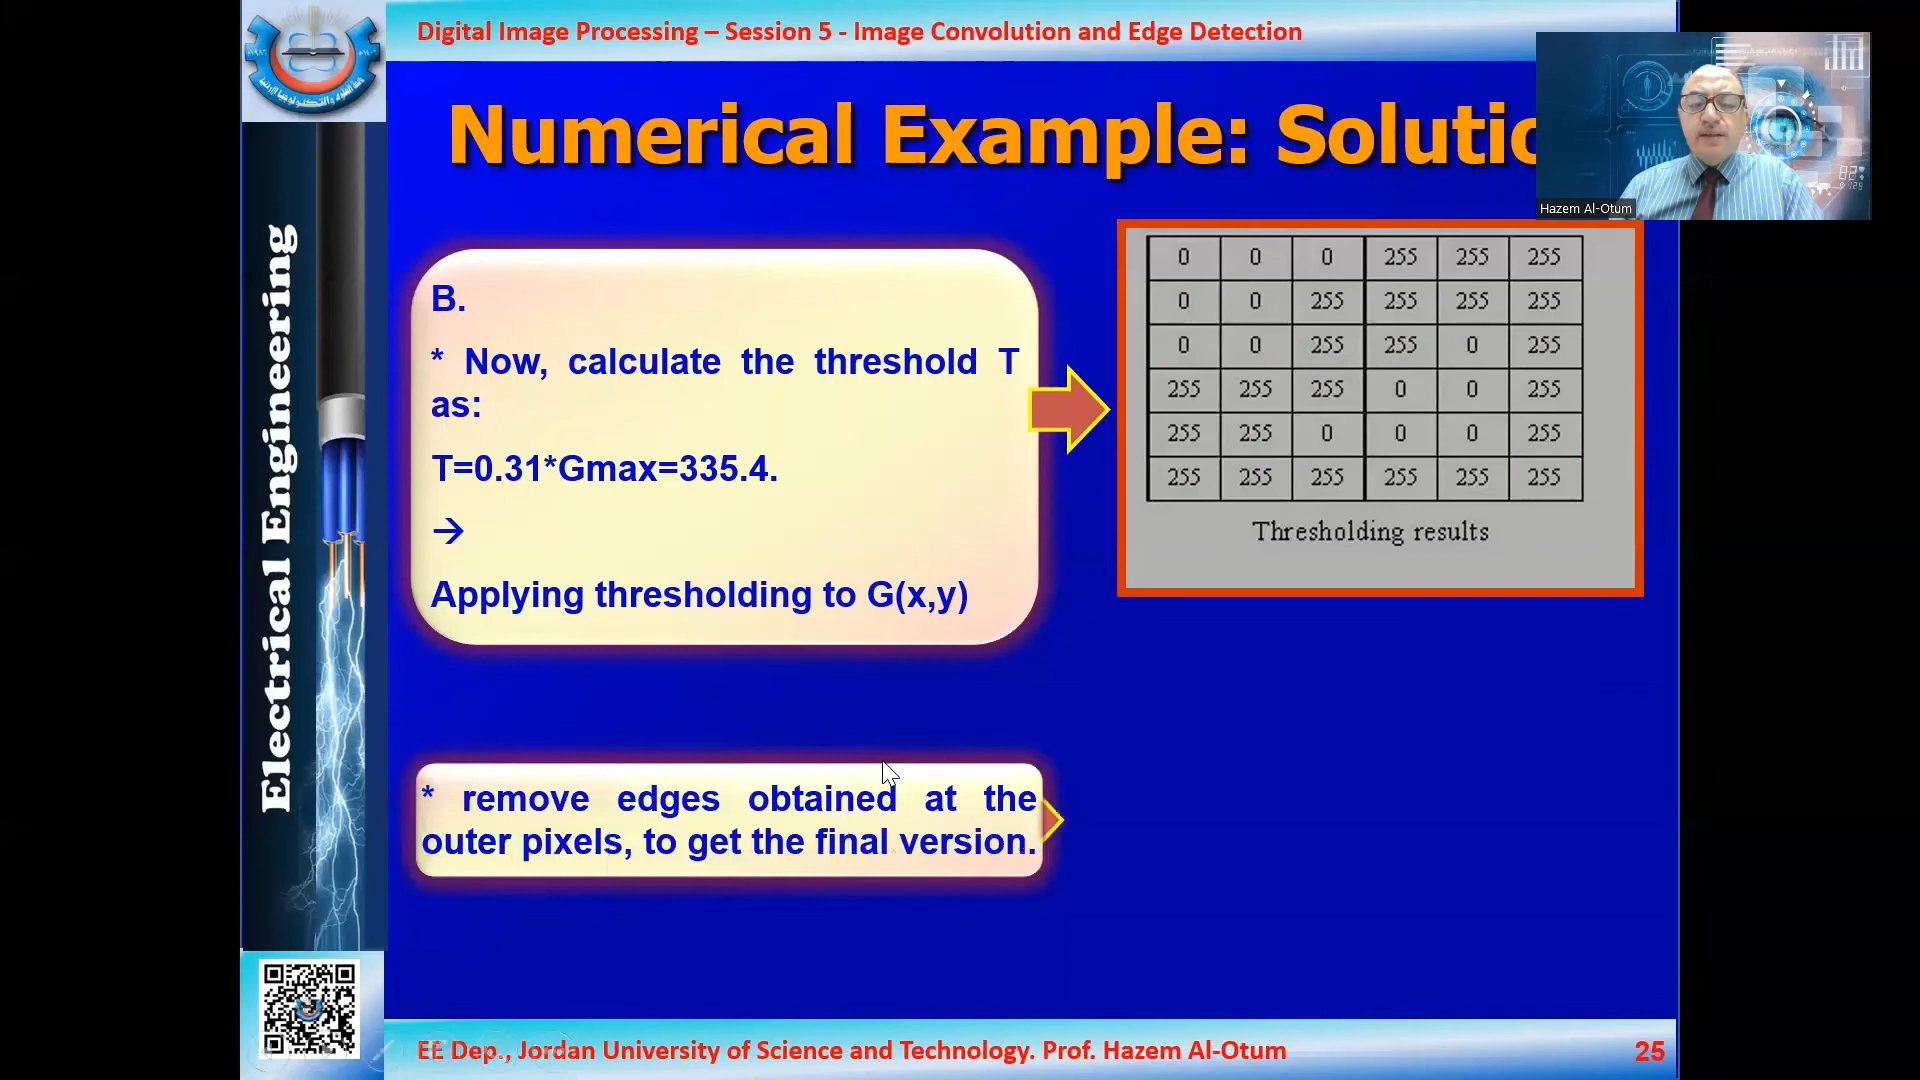 Digital Image Processing – Session 5 - Image Convolution and Edge Detection
Numerical Example: Solutio
Hazem Al-Otum
Electrical Engineering
B.
* Now, calculate the threshold T
as:
T=0.31*Gmax=335.4.
→
Applying thresholding to G(x,y)
0 0 0 255 255 255
0 0 255 255 255 255
0 0 255 255 0 255
255 255 255 0 0 255
255 255 0 0 0 255
255 255 255 255 255 255
Thresholding results
* remove edges obtained at the
outer pixels, to get the final version.
EE Dep., Jordan University of Science and Technology. Prof. Hazem Al-Otum
25